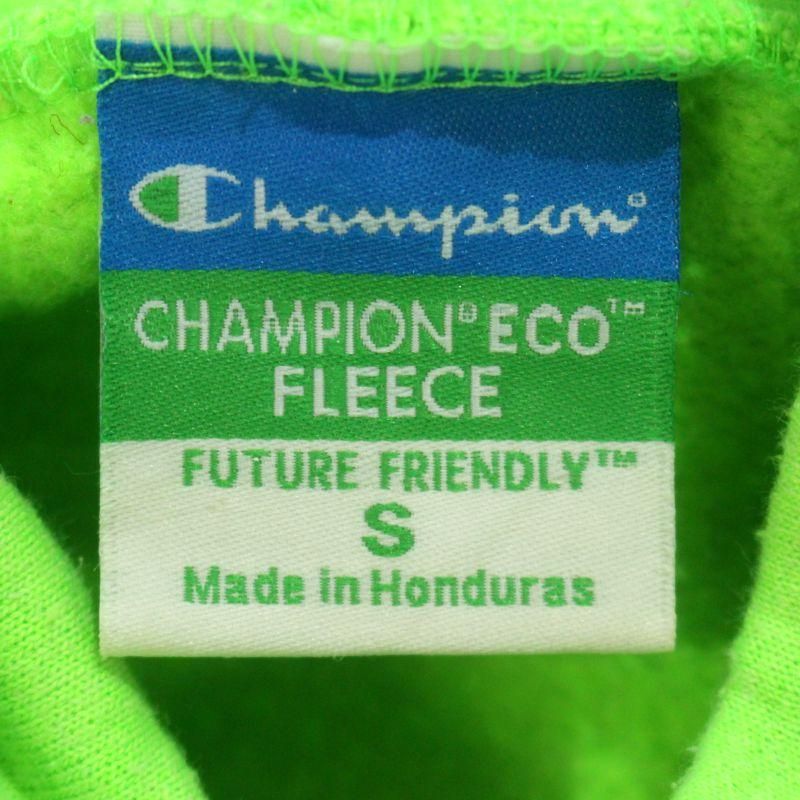 Champion®
CHAMPION® ECO™
FLEECE
FUTURE FRIENDLY™
S
Made in Honduras